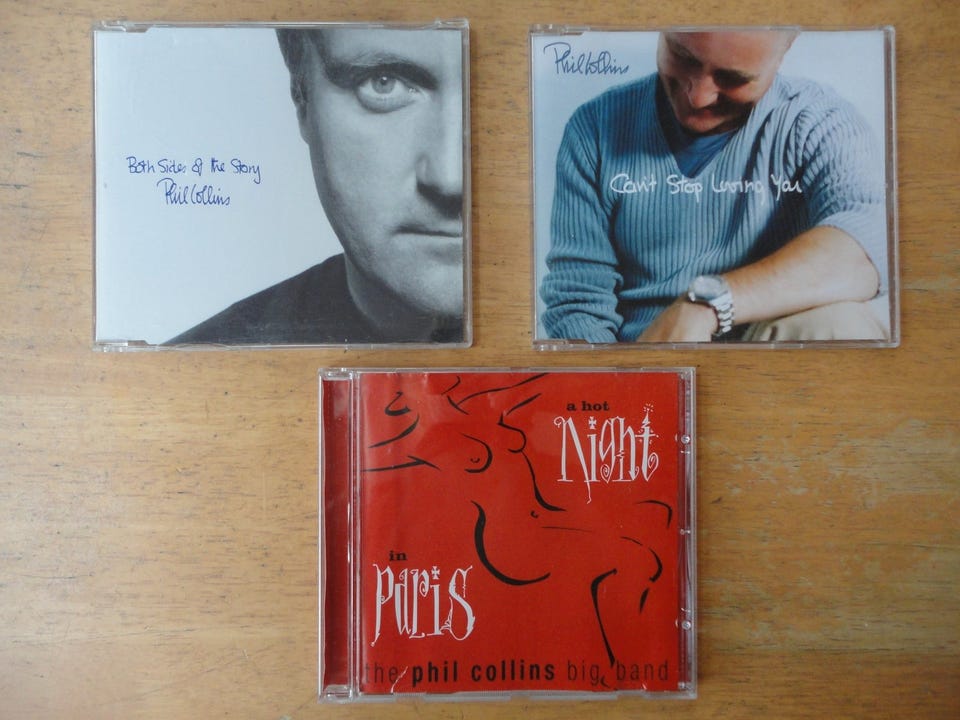 Both Sides of the Story
Phil Collins
Phil Collins
Can't Stop Loving You
a hot
Night
in
Paris
the phil collins big band